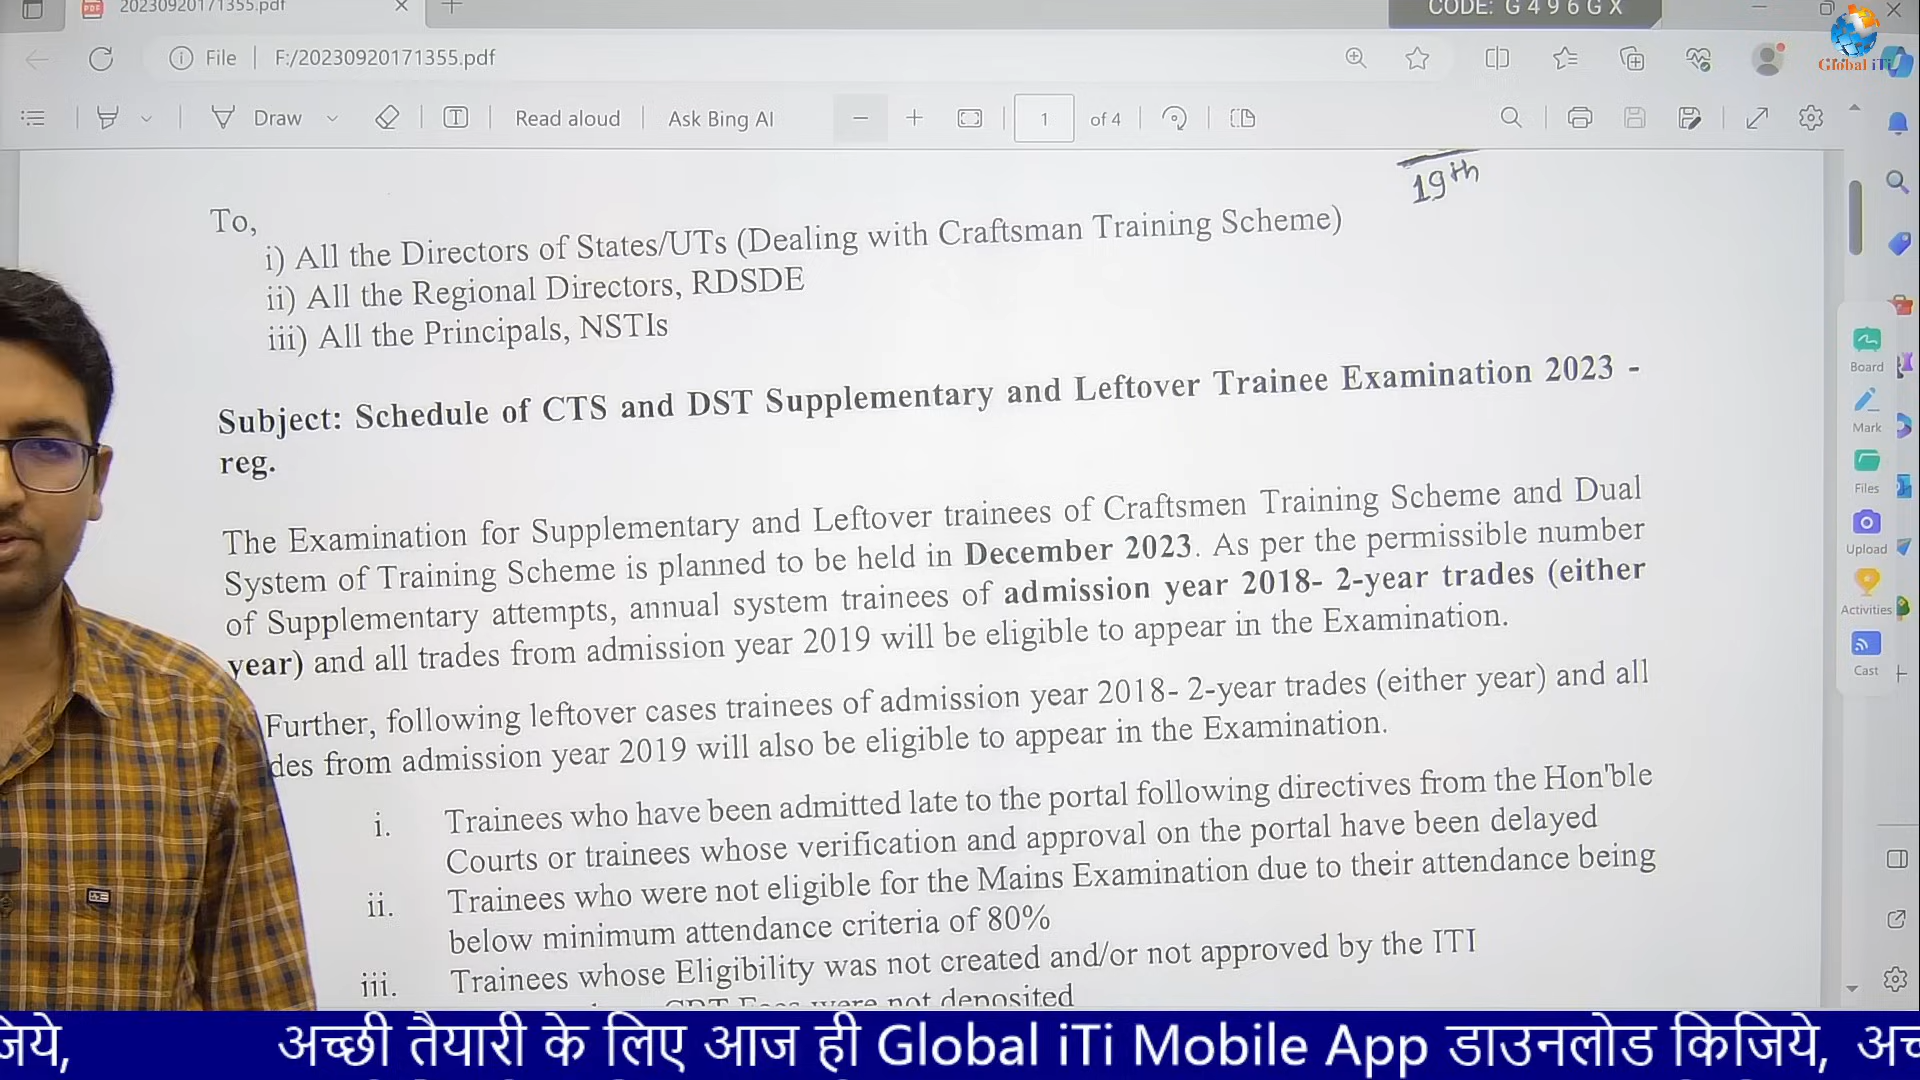 20230920171355.pdf
CODE: G496GX
File
F:/20230920171355.pdf
Global iTi
Draw
Read aloud
Ask Bing AI
1
of 4
19th
To,
i) All the Directors of States/UTs (Dealing with Craftsman Training Scheme)
ii) All the Regional Directors, RDSDE
iii) All the Principals, NSTIs
Subject: Schedule of CTS and DST Supplementary and Leftover Trainee Examination 2023 -
reg.
The Examination for Supplementary and Leftover trainees of Craftsmen Training Scheme and Dual
System of Training Scheme is planned to be held in December 2023. As per the permissible number
of Supplementary attempts, annual system trainees of admission year 2018- 2-year trades (either
year) and all trades from admission year 2019 will be eligible to appear in the Examination.
Further, following leftover cases trainees of admission year 2018- 2-year trades (either year) and all
des from admission year 2019 will also be eligible to appear in the Examination.
i. Trainees who have been admitted late to the portal following directives from the Hon'ble
Courts or trainees whose verification and approval on the portal have been delayed
ii. Trainees who were not eligible for the Mains Examination due to their attendance being
below minimum attendance criteria of 80%
iii. Trainees whose Eligibility was not created and/or not approved by the ITI
were not deposited
Board
Mark
Files
Upload
Activities
Cast
जिये, अच्छी तैयारी के लिए आज ही Global iTi Mobile App डाउनलोड किजिये, अच